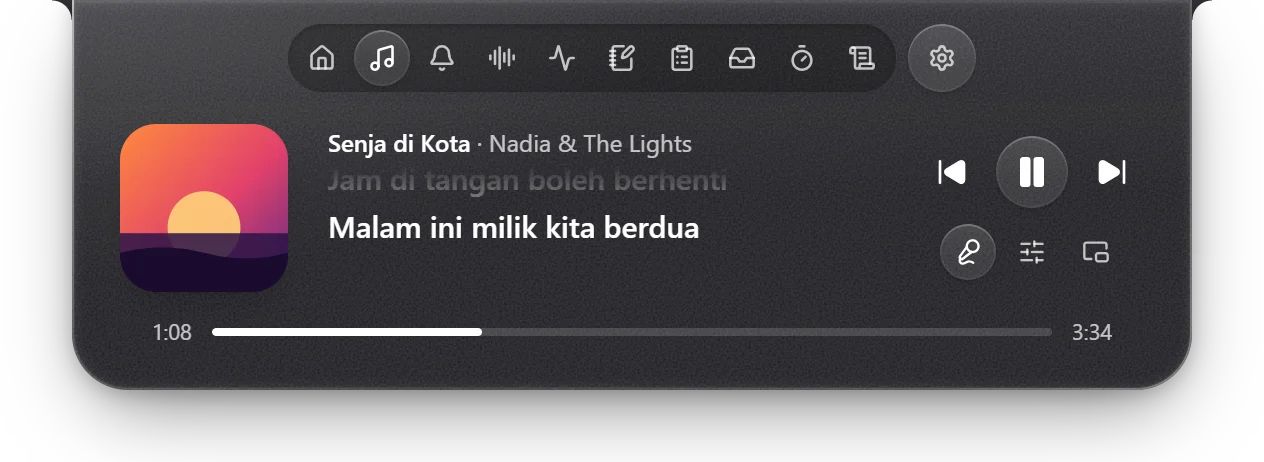 Senja di Kota · Nadia & The Lights
Jam di tangan boleh berhenti
Malam ini milik kita berdua
1:08
3:34